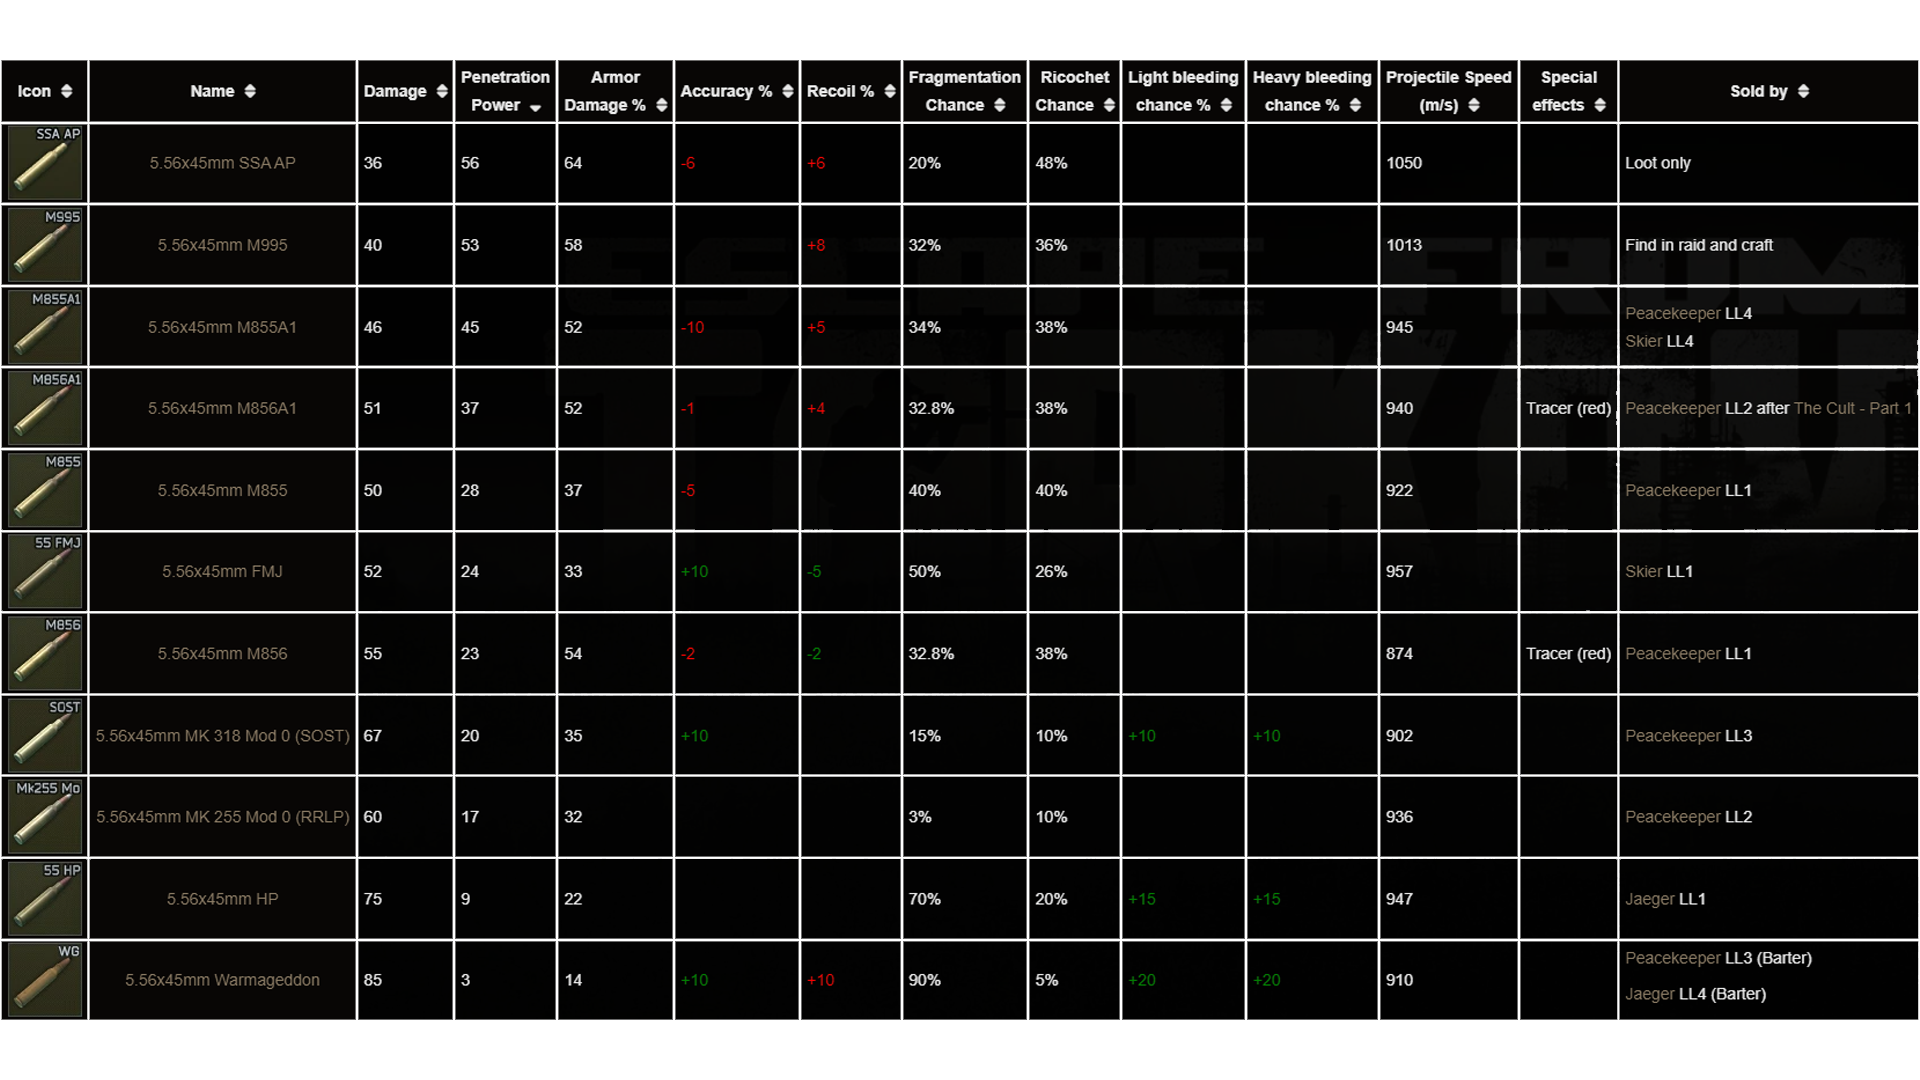 Icon Name Damage Penetration Power Armor Damage % Accuracy % Recoil % Fragmentation Chance Ricochet Chance Light bleeding chance % Heavy bleeding chance % Projectile Speed (m/s) Special effects Sold by
SSA AP 5.56x45mm SSA AP 36 56 64 -6 +6 20% 48% 1050 Loot only
M995 5.56x45mm M995 40 53 58 +8 32% 36% 1013 Find in raid and craft
M855A1 5.56x45mm M855A1 46 45 52 -10 +5 34% 38% 945 Peacekeeper LL4
Skier LL4
M856A1 5.56x45mm M856A1 51 37 52 -1 +4 32.8% 38% 940 Tracer (red) Peacekeeper LL2 after The Cult - Part 1
M855 5.56x45mm M855 50 28 37 -5 40% 40% 922 Peacekeeper LL1
55 FMJ 5.56x45mm FMJ 52 24 33 +10 -5 50% 26% 957 Skier LL1
M856 5.56x45mm M856 55 23 54 -2 -2 32.8% 38% 874 Tracer (red) Peacekeeper LL1
SOST 5.56x45mm MK 318 Mod 0 (SOST) 67 20 35 +10 15% 10% +10 +10 902 Peacekeeper LL3
Mk255 Mo 5.56x45mm MK 255 Mod 0 (RRLP) 60 17 32 3% 10% 936 Peacekeeper LL2
55 HP 5.56x45mm HP 75 9 22 70% 20% +15 +15 947 Jaeger LL1
WG 5.56x45mm Warmageddon 85 3 14 +10 +10 90% 5% +20 +20 910 Peacekeeper LL3 (Barter)
Jaeger LL4 (Barter)
ESCAPE FROM
TARKOV